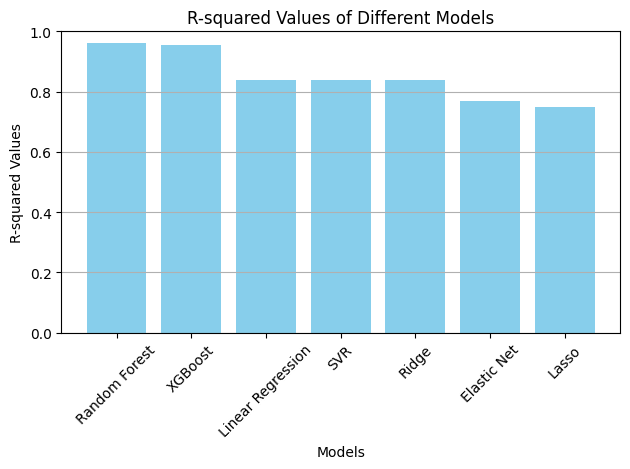 R-squared Values of Different Models
R-squared Values
1.0
0.8
0.6
0.4
0.2
0.0
Random Forest
XGBoost
Linear Regression
SVR
Ridge
Elastic Net
Lasso
Models